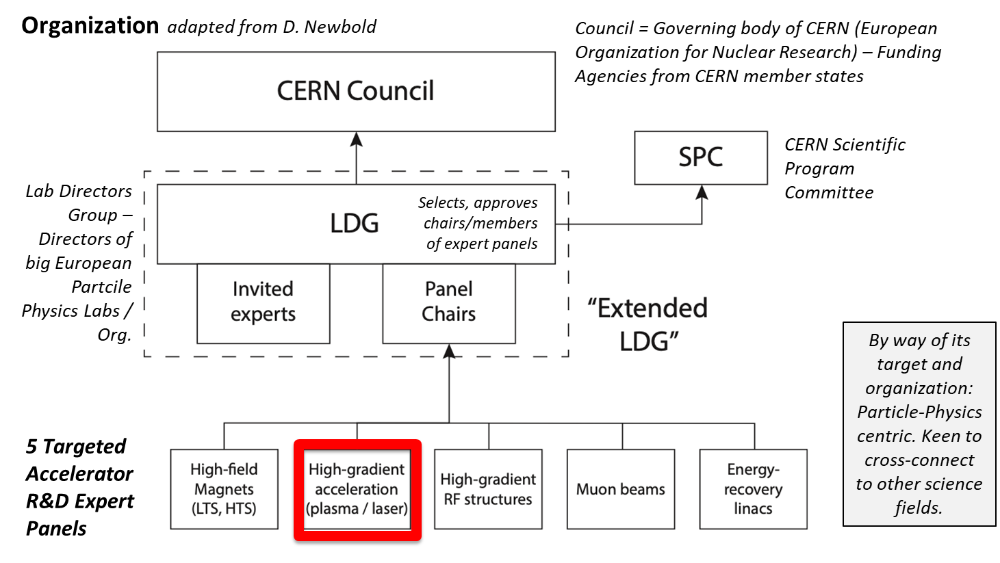 Organization adapted from D. Newbold
Council = Governing body of CERN (European
Organization for Nuclear Research) – Funding
Agencies from CERN member states
CERN Council
SPC
CERN Scientific
Program
Committee
Lab Directors
Group –
Directors of
big European
Partcile
Physics Labs /
Org.
LDG
Selects, approves
chairs/members
of expert panels
Invited
experts
Panel
Chairs
“Extended
LDG”
By way of its
target and
organization:
Particle-Physics
centric. Keen to
cross-connect
to other science
fields.
5 Targeted
Accelerator
R&D Expert
Panels
High-field
Magnets
(LTS, HTS)
High-gradient
acceleration
(plasma / laser)
High-gradient
RF structures
Muon beams
Energy-
recovery
linacs